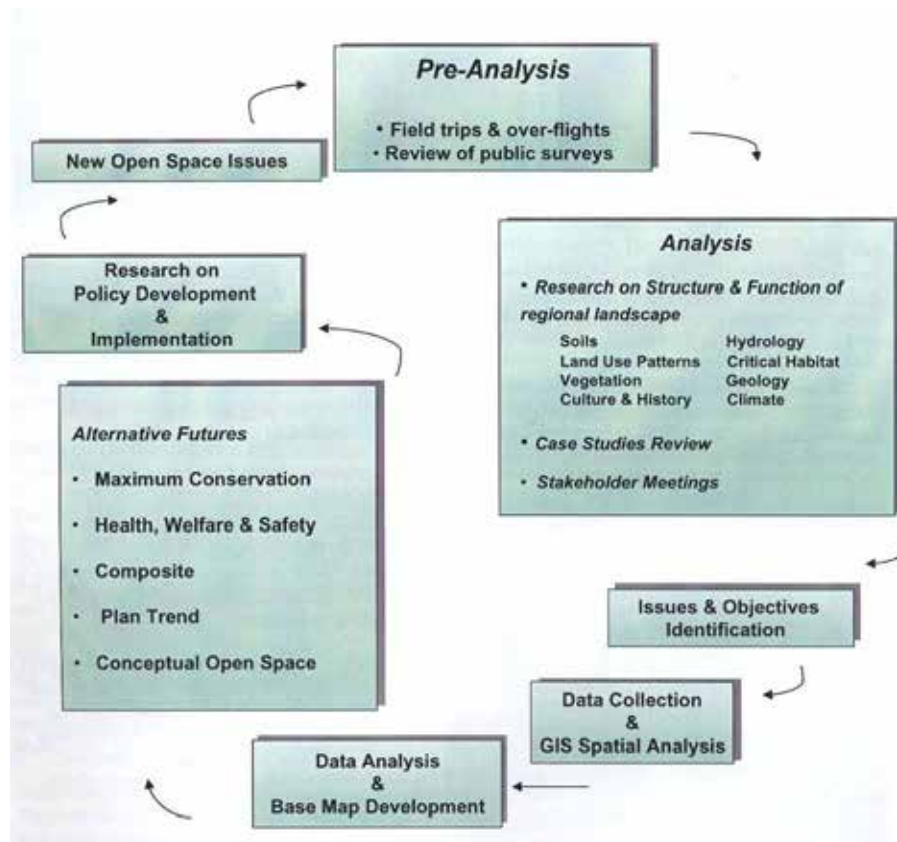 Pre-Analysis
• Field trips & over-flights
• Review of public surveys
New Open Space Issues
Analysis
• Research on Structure & Function of
regional landscape
Soils Hydrology
Land Use Patterns Critical Habitat
Vegetation Geology
Culture & History Climate
• Case Studies Review
• Stakeholder Meetings
Research on
Policy Development
&
Implementation
Alternative Futures
• Maximum Conservation
• Health, Welfare & Safety
• Composite
• Plan Trend
• Conceptual Open Space
Issues & Objectives
Identification
Data Collection
&
GIS Spatial Analysis
Data Analysis
&
Base Map Development